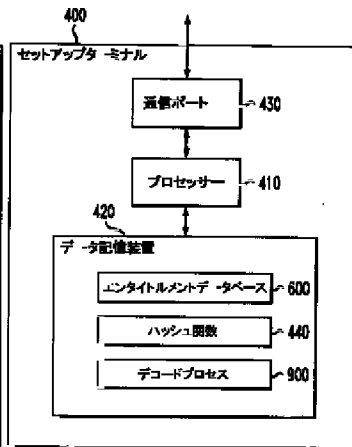 400
セットアップターミナル
通信ポート
430
プロセッサー
410
420
データ記憶装置
エンタイトルメントデータベース
600
ハッシュ関数
440
デコードプロセス
900